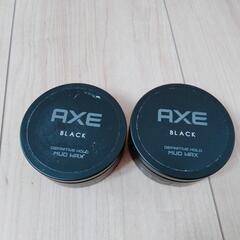 AXE
BLACK
DEFINITIVE HOLD
MUD WAX
AXE
BLACK
DEFINITIVE HOLD
MUD WAX